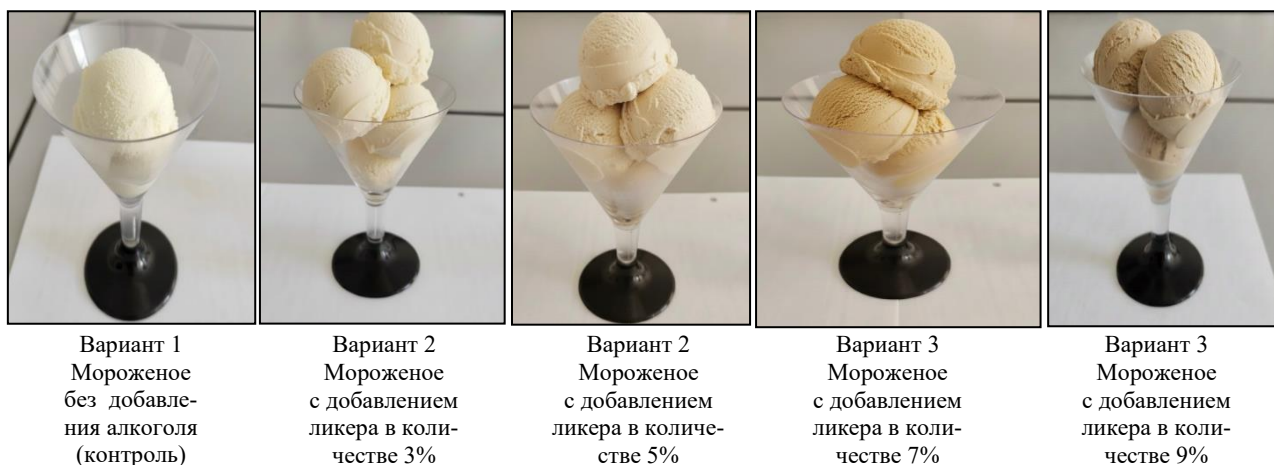 Вариант 1
Мороженое
без добавле-
ния алкоголя
(контроль)
Вариант 2
Мороженое
с добавлением
ликера в коли-
честве 3%
Вариант 2
Мороженое
с добавлением
ликера в количе-
стве 5%
Вариант 3
Мороженое
с добавлением
ликера в коли-
честве 7%
Вариант 3
Мороженое
с добавлением
ликера в коли-
честве 9%